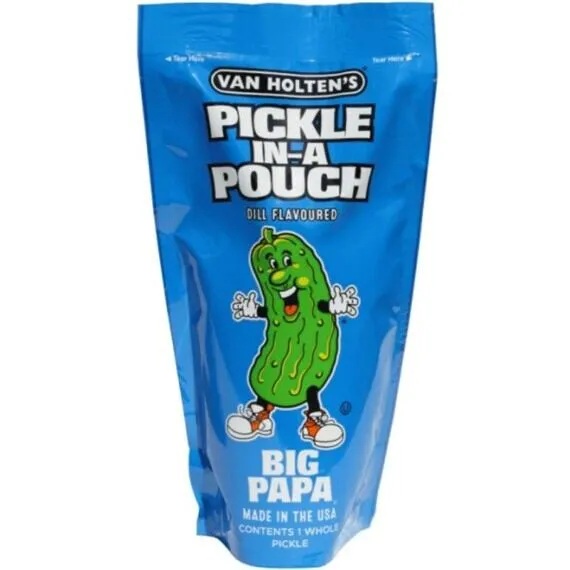 ◄ Tear Here
Tear Here
VAN HOLTEN'S
PICKLE
IN-A
POUCH
DILL FLAVOURED
BIG
PAPA
MADE IN THE USA
CONTENTS 1 WHOLE
PICKLE